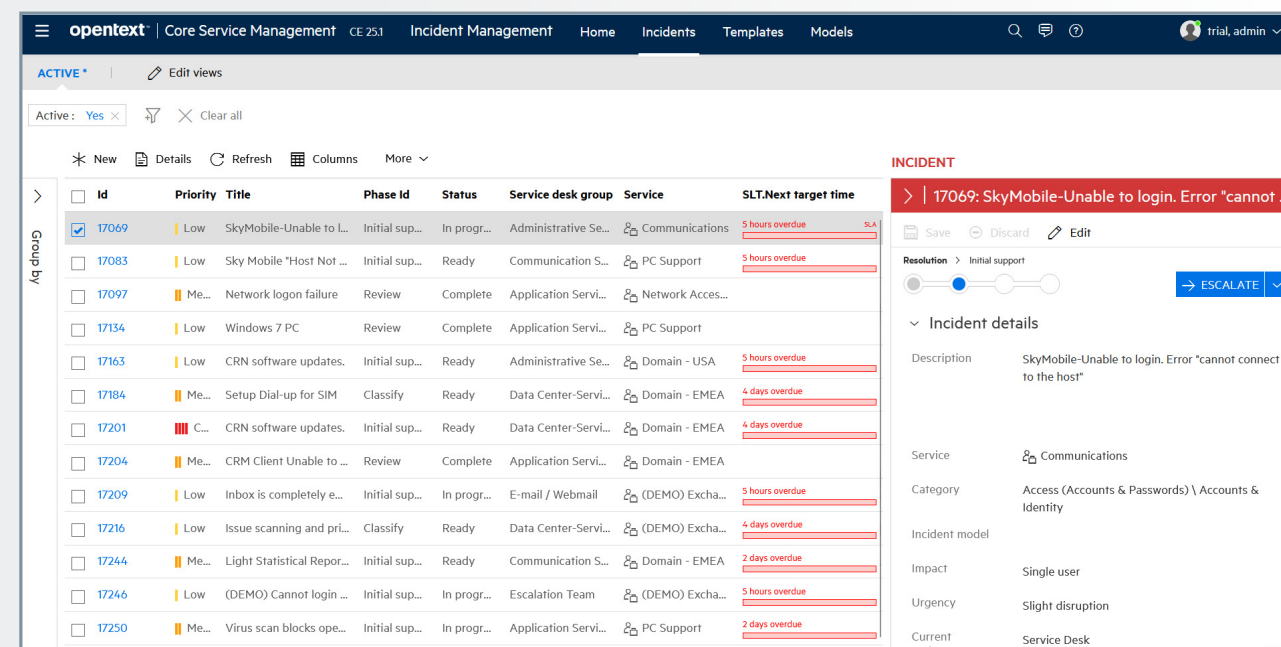 opentext™ | Core Service Management CE 25.1 Incident Management Home Incidents Templates Models trial, admin
ACTIVE * Edit views
Active : Yes Clear all
New Details Refresh Columns More
Group by
Id Priority Title Phase Id Status Service desk group Service SLT.Next target time
17069 Low SkyMobile-Unable to l... Initial sup... In progr... Administrative Se... Communications 5 hours overdue SLA
17083 Low Sky Mobile "Host Not ... Initial sup... Ready Communication S... PC Support 5 hours overdue
17097 Me... Network logon failure Review Complete Application Servi... Network Acces...
17134 Low Windows 7 PC Review Complete Application Servi... PC Support
17163 Low CRN software updates. Initial sup... Ready Administrative Se... Domain - USA 5 hours overdue
17184 Me... Setup Dial-up for SIM Classify Ready Data Center-Servi... Domain - EMEA 4 days overdue
17201 C... CRN software updates. Initial sup... Ready Data Center-Servi... Domain - EMEA 4 days overdue
17204 Me... CRM Client Unable to ... Review Complete Application Servi... Domain - EMEA
17209 Low Inbox is completely e... Initial sup... In progr... E-mail / Webmail (DEMO) Excha... 5 hours overdue
17216 Low Issue scanning and pri... Classify Ready Data Center-Servi... (DEMO) Excha... 4 days overdue
17244 Me... Light Statistical Repor... Initial sup... Ready Communication S... Domain - EMEA 2 days overdue
17246 Low (DEMO) Cannot login ... Initial sup... In progr... Escalation Team (DEMO) Excha... 5 hours overdue
17250 Me... Virus scan blocks ope... Initial sup... In progr... Application Servi... PC Support 2 days overdue
INCIDENT
17069: SkyMobile-Unable to login. Error "cannot ...
Save Discard Edit
Resolution > Initial support
ESCALATE
Incident details
Description SkyMobile-Unable to login. Error "cannot connect
to the host"
Service Communications
Category Access (Accounts & Passwords) \ Accounts &
Identity
Incident model
Impact Single user
Urgency Slight disruption
Current Service Desk